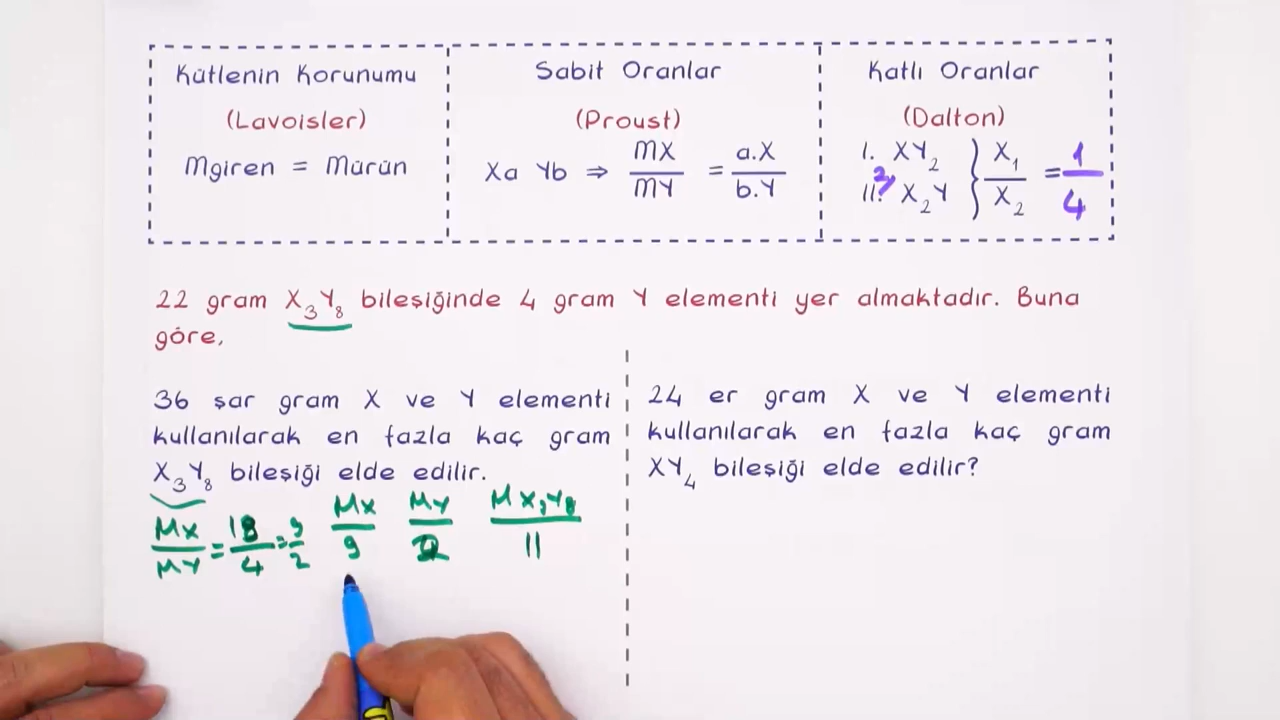 Kütlenin Korunumu
(Lavoisler)
Mgiren = Mürün
Sabit Oranlar
(Proust)
Xa Yb ⇒ MX/MY = a.X/b.Y
Katlı Oranlar
(Dalton)
I. XY₂
II. X₂Y } X₁/X₂ = 1/4
2/
22 gram X₃Y₈ bileşiğinde 4 gram Y elementi yer almaktadır. Buna
göre,
36 şar gram X ve Y elementi
kullanılarak en fazla kaç gram
X₃Y₈ bileşiği elde edilir.
MX/MY = 18/4 = 9/2
MX/9 MY/2 MX₃Y₈/11
24 er gram X ve Y elementi
kullanılarak en fazla kaç gram
XY₄ bileşiği elde edilir?